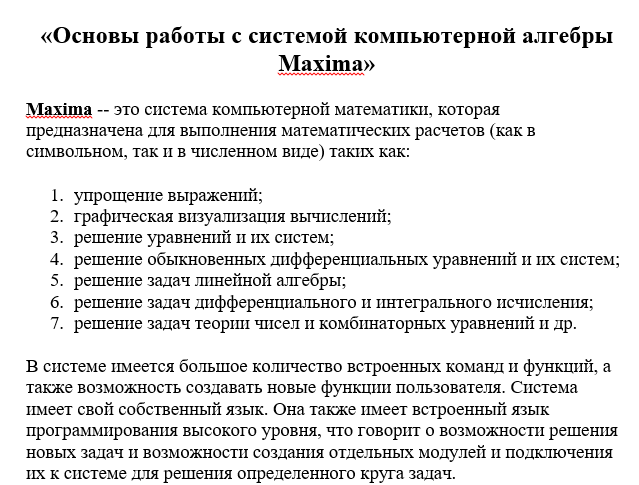 «Основы работы с системой компьютерной алгебры
Maxima»
Maxima -- это система компьютерной математики, которая
предназначена для выполнения математических расчетов (как в
символьном, так и в численном виде) таких как:
1. упрощение выражений;
2. графическая визуализация вычислений;
3. решение уравнений и их систем;
4. решение обыкновенных дифференциальных уравнений и их систем;
5. решение задач линейной алгебры;
6. решение задач дифференциального и интегрального исчисления;
7. решение задач теории чисел и комбинаторных уравнений и др.
В системе имеется большое количество встроенных команд и функций, а
также возможность создавать новые функции пользователя. Система
имеет свой собственный язык. Она также имеет встроенный язык
программирования высокого уровня, что говорит о возможности решения
новых задач и возможности создания отдельных модулей и подключения
их к системе для решения определенного круга задач.